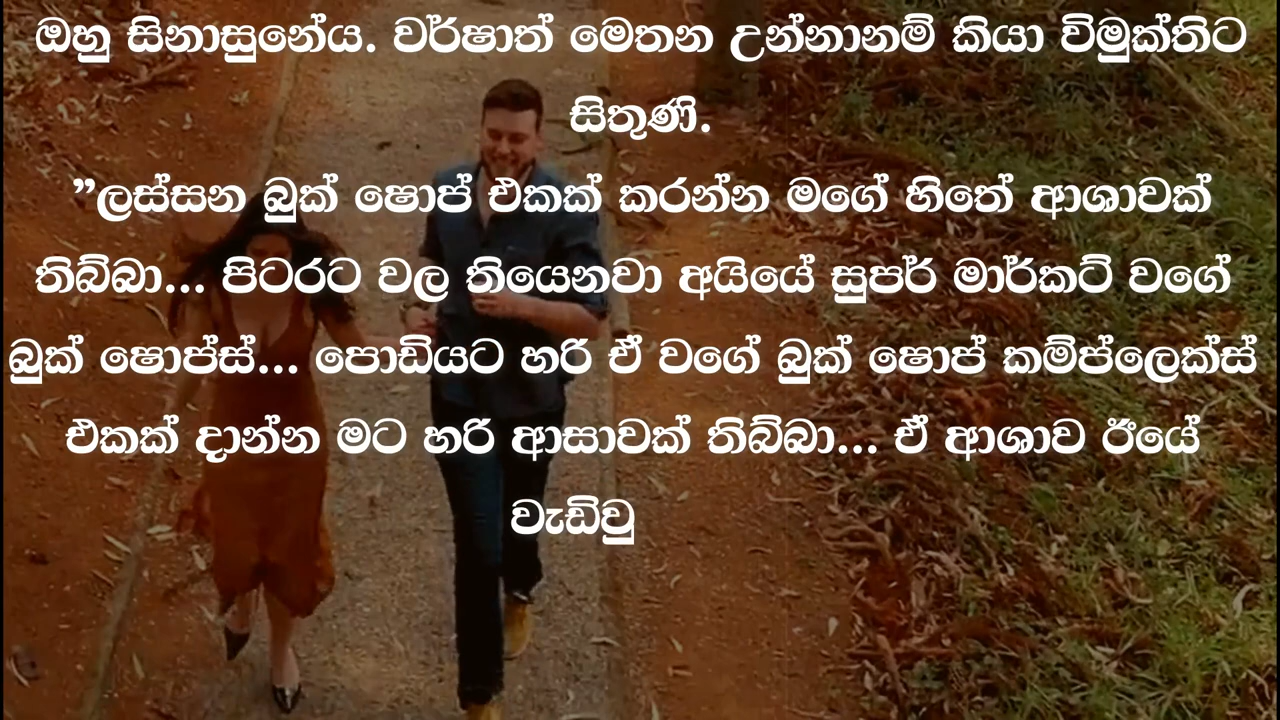 ඔහු සිනාසුනේය. වර්ෂාත් මෙතන උන්නානම් කියා විමුක්තිට
සිතුණි.
”ලස්සන බුක් ෂොප් එකක් කරන්න මගේ හිතේ ආශාවක්
තිබ්බා... පිටරට වල තියෙනවා අයියේ සුපර් මාර්කට් වගේ
බුක් ෂොප්ස්... පොඩියට හරි ඒ වගේ බුක් ෂොප් කම්ප්ලෙක්ස්
එකක් දාන්න මට හරි ආසාවක් තිබ්බා... ඒ ආශාව ඊයේ
වැඩිවු